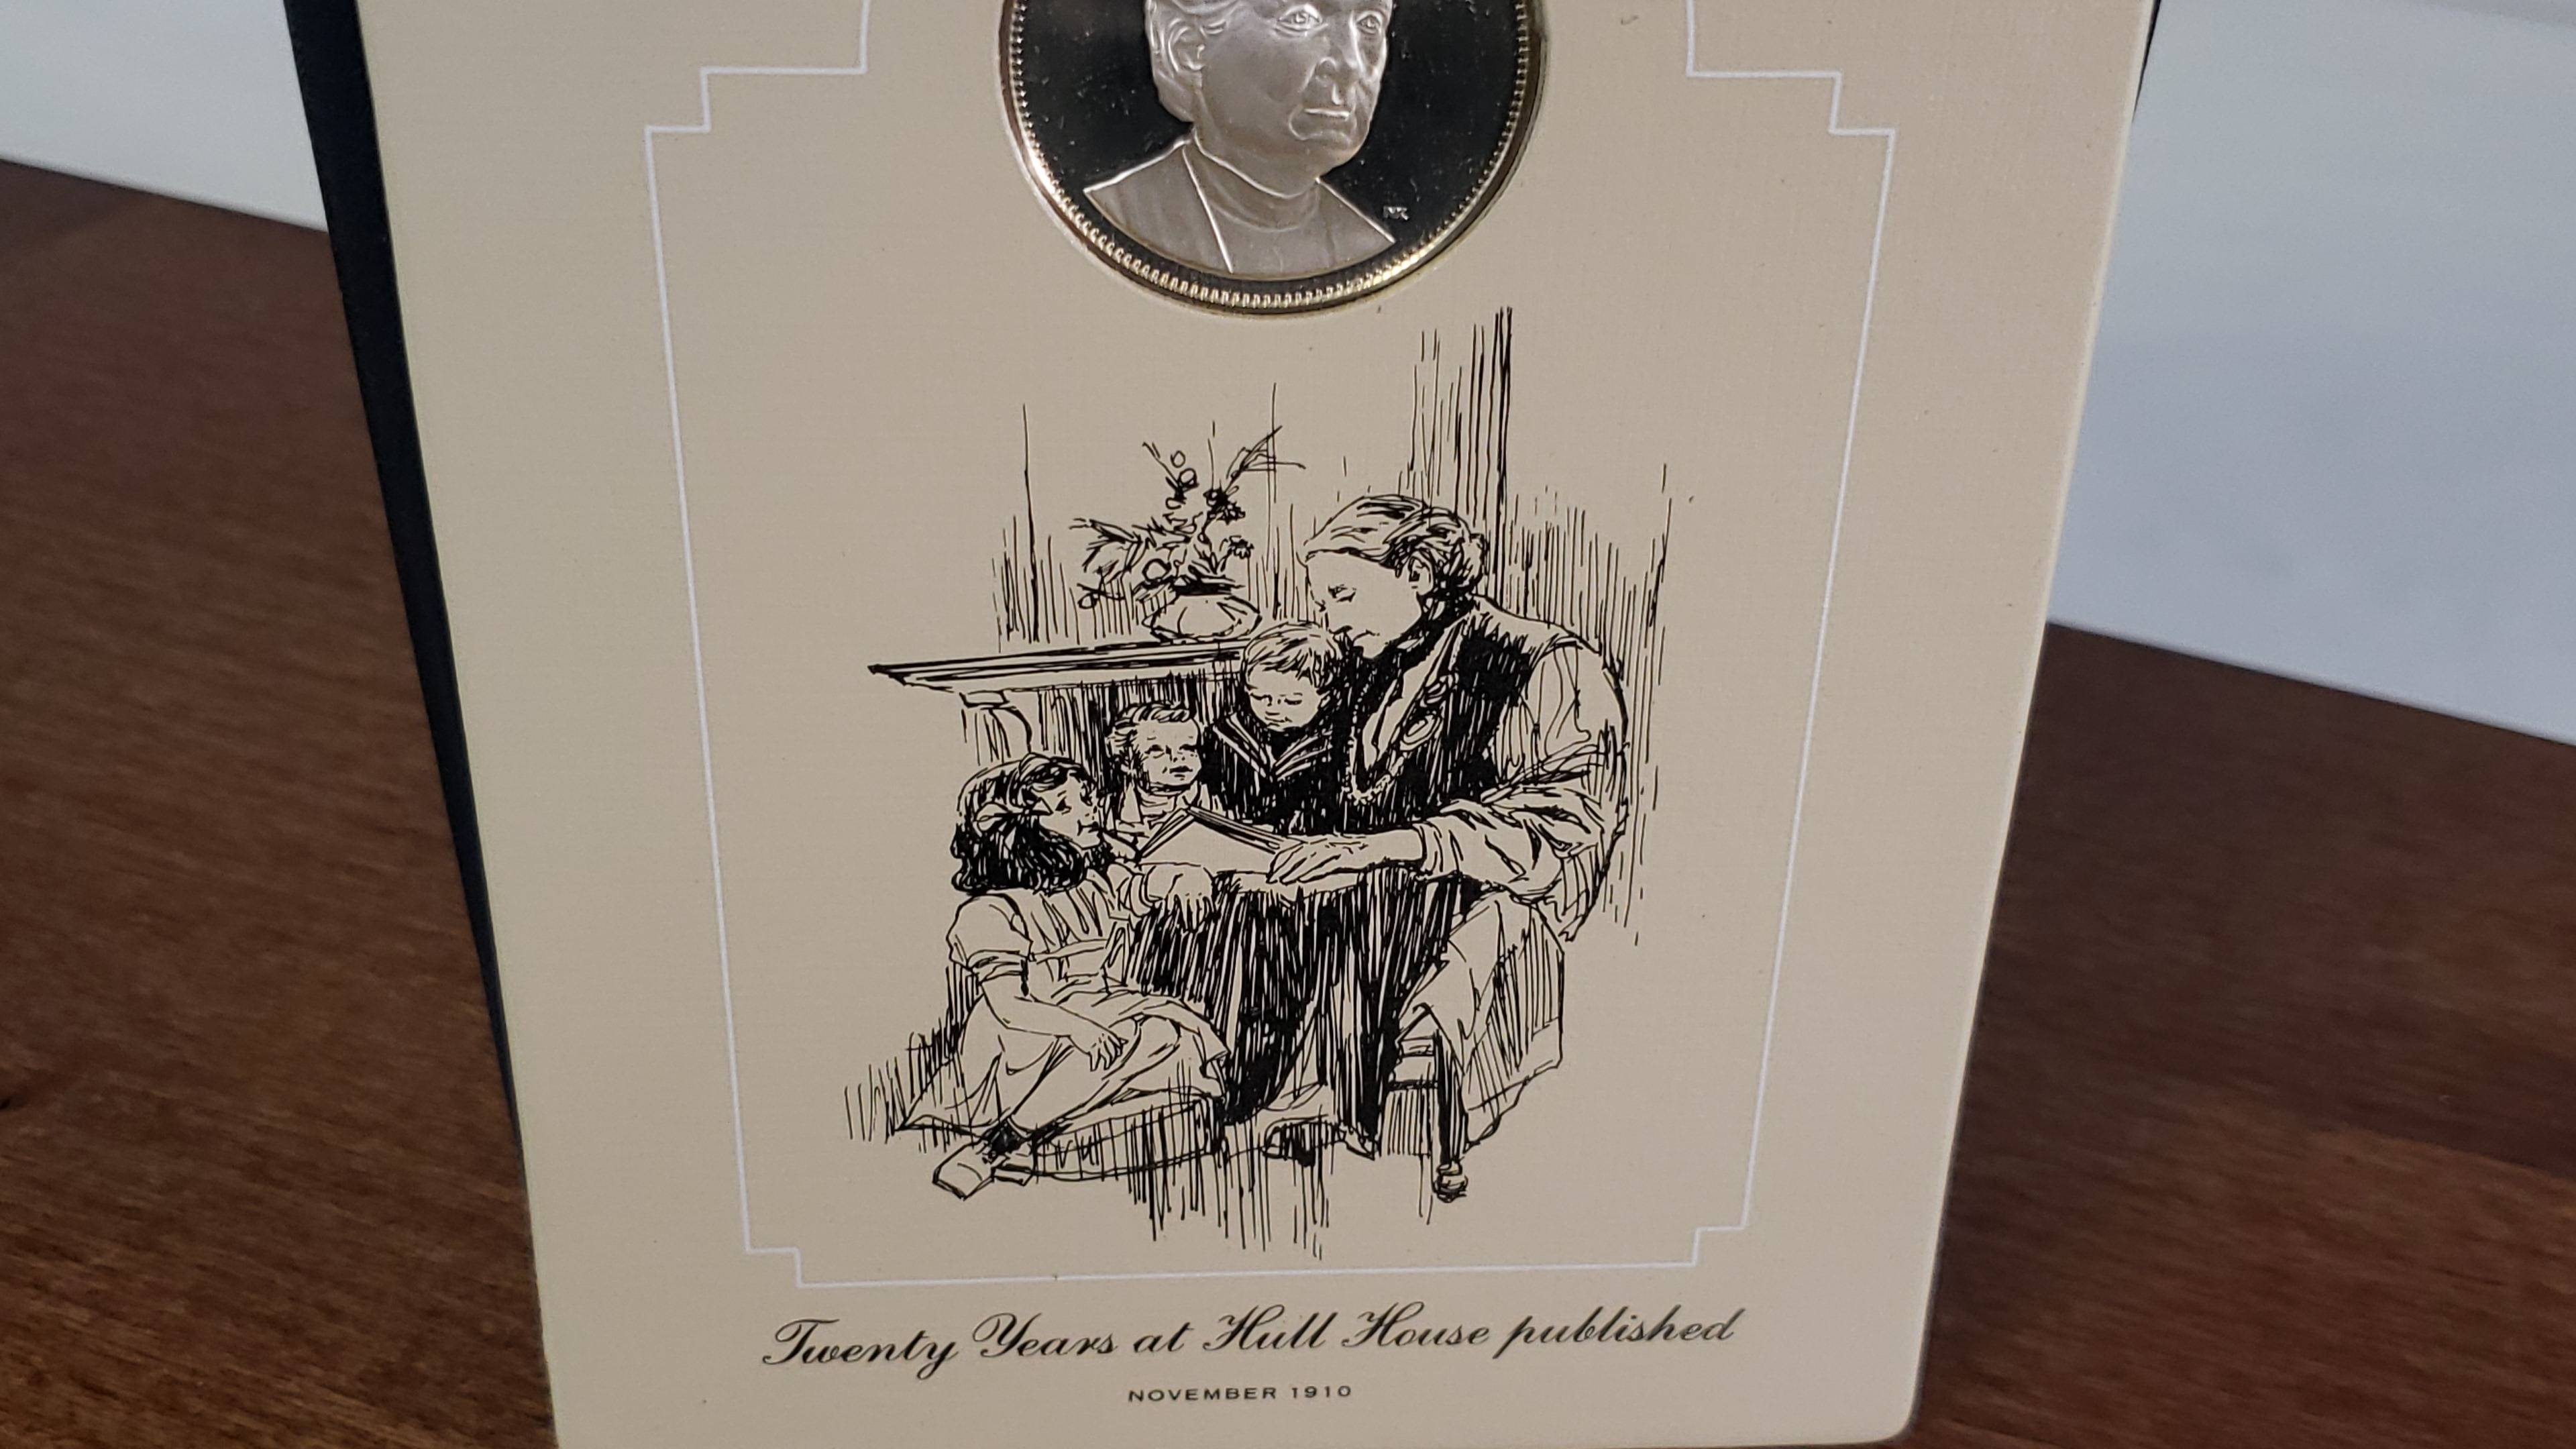 Twenty Years at Hull House published
NOVEMBER 1910